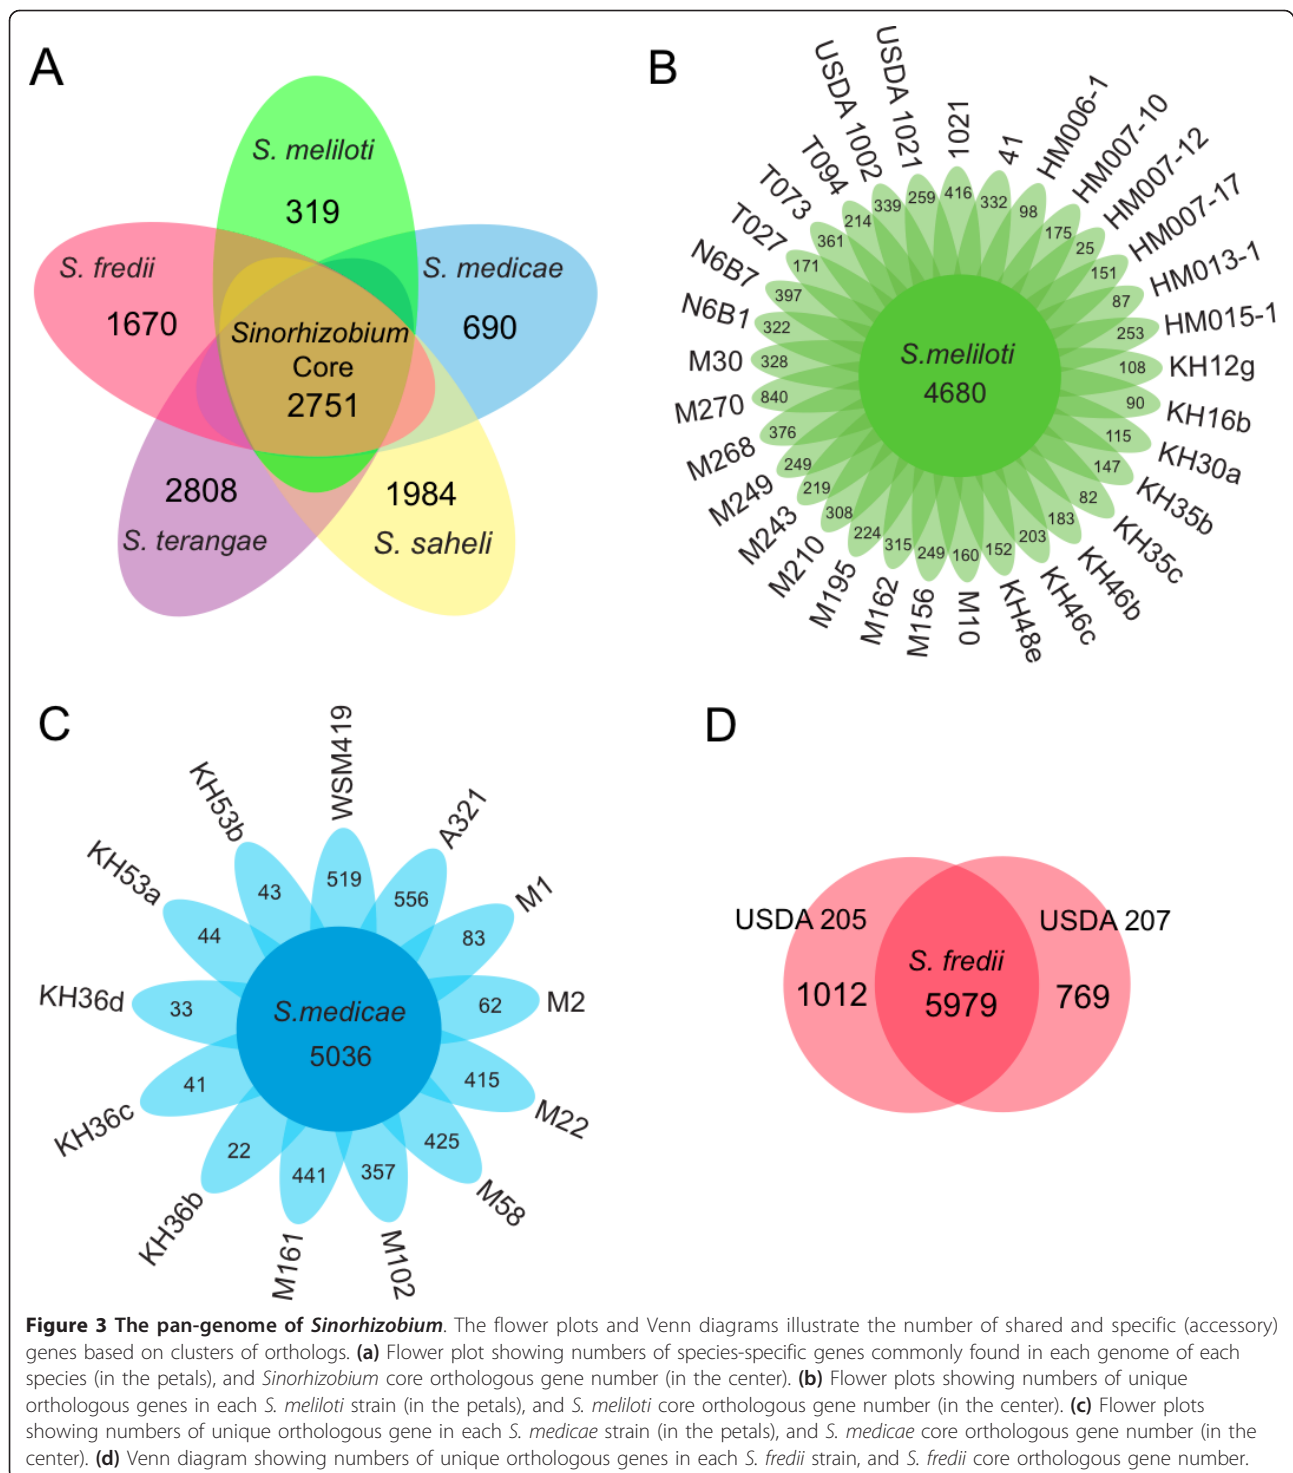 A
S. meliloti
319
S. fredii
1670
S. medicae
690
Sinorhizobium
Core
2751
2808
S. terangae
1984
S. saheli
B
1021
41
HM006-1
HM007-10
HM007-12
HM007-17
HM013-1
HM015-1
KH12g
KH16b
KH30a
KH35b
KH35c
KH46b
KH46c
KH48e
M10
M156
M162
M195
M210
M243
M249
M268
M270
M30
N6B1
N6B7
T027
T073
T094
USDA 1002
USDA 1021
416
332
98
175
25
151
87
253
108
90
115
147
82
183
203
152
160
249
315
224
308
219
249
376
840
328
322
397
171
361
214
339
259
S.meliloti
4680
C
WSM419
A321
M1
M2
M22
M58
M102
M161
KH36b
KH36c
KH36d
KH53a
KH53b
519
556
83
62
415
425
357
441
22
41
33
44
43
S.medicae
5036
D
USDA 205
1012
S. fredii
5979
USDA 207
769
Figure 3 The pan-genome of Sinorhizobium. The flower plots and Venn diagrams illustrate the number of shared and specific (accessory)
genes based on clusters of orthologs. (a) Flower plot showing numbers of species-specific genes commonly found in each genome of each
species (in the petals), and Sinorhizobium core orthologous gene number (in the center). (b) Flower plots showing numbers of unique
orthologous genes in each S. meliloti strain (in the petals), and S. meliloti core orthologous gene number (in the center). (c) Flower plots
showing numbers of unique orthologous gene in each S. medicae strain (in the petals), and S. medicae core orthologous gene number (in the
center). (d) Venn diagram showing numbers of unique orthologous genes in each S. fredii strain, and S. fredii core orthologous gene number.